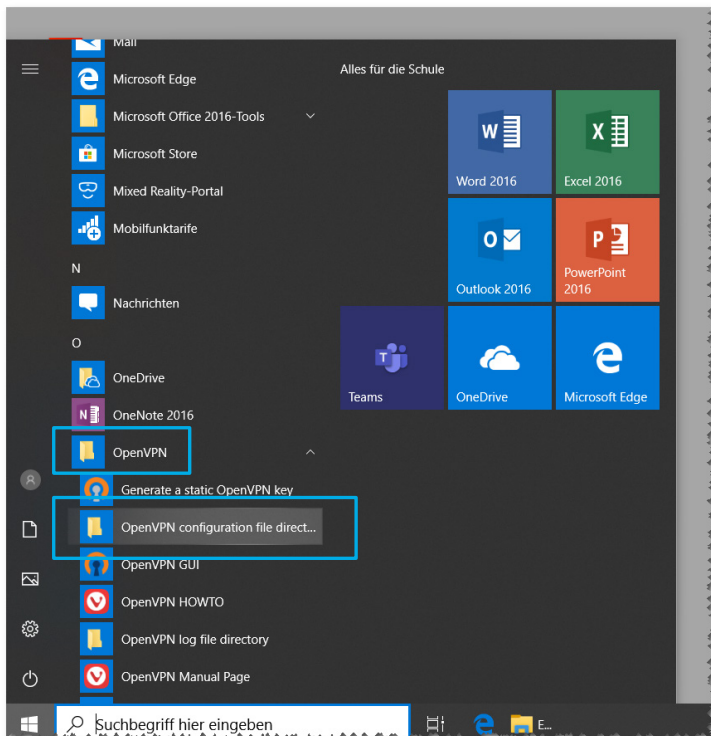 Mail
Microsoft Edge
Microsoft Office 2016-Tools
Microsoft Store
Mixed Reality-Portal
Mobilfunktarife
N
Nachrichten
O
OneDrive
OneNote 2016
OpenVPN
Generate a static OpenVPN key
OpenVPN configuration file direct...
OpenVPN GUI
OpenVPN HOWTO
OpenVPN log file directory
OpenVPN Manual Page
Alles für die Schule
Word 2016
Excel 2016
Outlook 2016
PowerPoint
2016
Teams
OneDrive
Microsoft Edge
Suchbegriff hier eingeben
E...